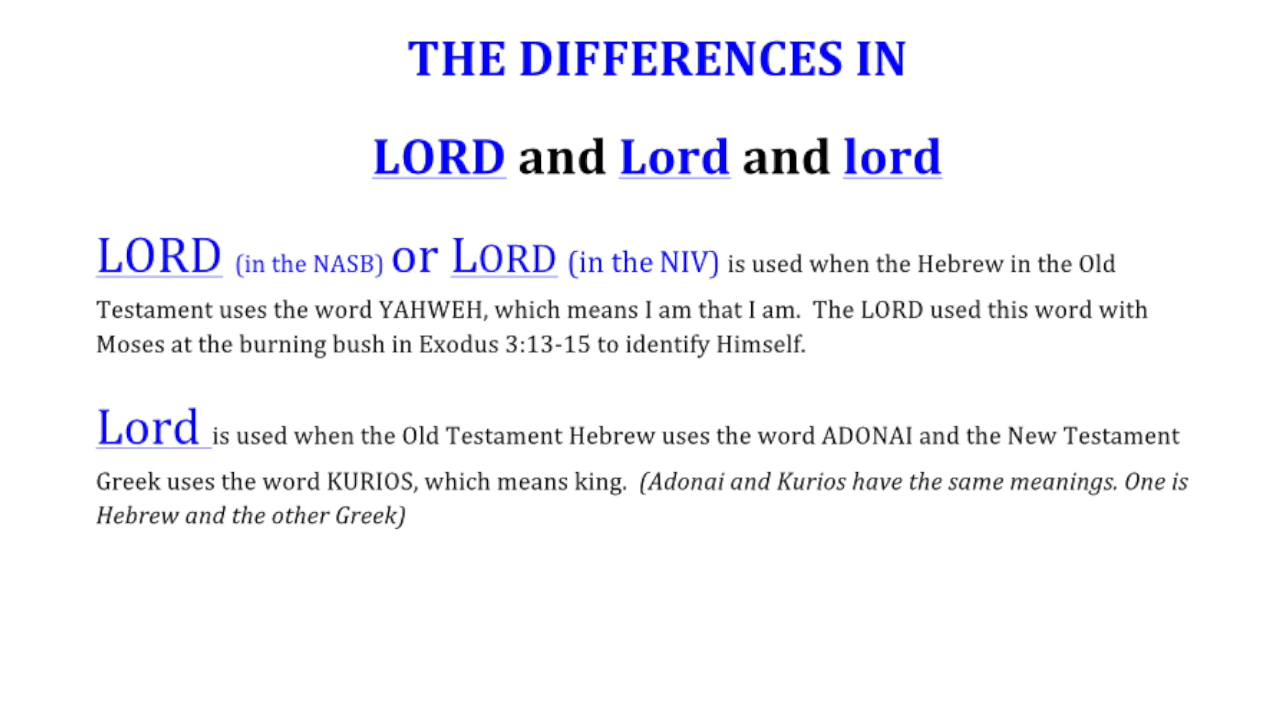 THE DIFFERENCES IN
LORD and Lord and lord
LORD (in the NASB) or LORD (in the NIV) is used when the Hebrew in the Old
Testament uses the word YAHWEH, which means I am that I am.  The LORD used this word with
Moses at the burning bush in Exodus 3:13-15 to identify Himself.
Lord is used when the Old Testament Hebrew uses the word ADONAI and the New Testament
Greek uses the word KURIOS, which means king.  (Adonai and Kurios have the same meanings. One is
Hebrew and the other Greek)